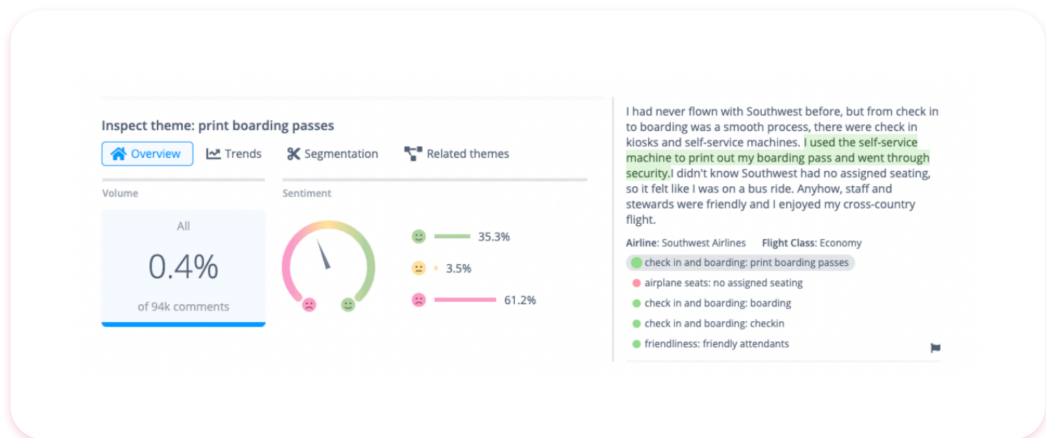 Inspect theme: print boarding passes
Overview
Trends
Segmentation
Related themes
Volume
All
0.4%
of 94k comments
Sentiment
35.3%
3.5%
61.2%
I had never flown with Southwest before, but from check in
to boarding was a smooth process, there were check in
kiosks and self-service machines. I used the self-service
machine to print out my boarding pass and went through
security.I didn't know Southwest had no assigned seating,
so it felt like I was on a bus ride. Anyhow, staff and
stewards were friendly and I enjoyed my cross-country
flight.
Airline: Southwest Airlines Flight Class: Economy
check in and boarding: print boarding passes
airplane seats: no assigned seating
check in and boarding: boarding
check in and boarding: checkin
friendliness: friendly attendants